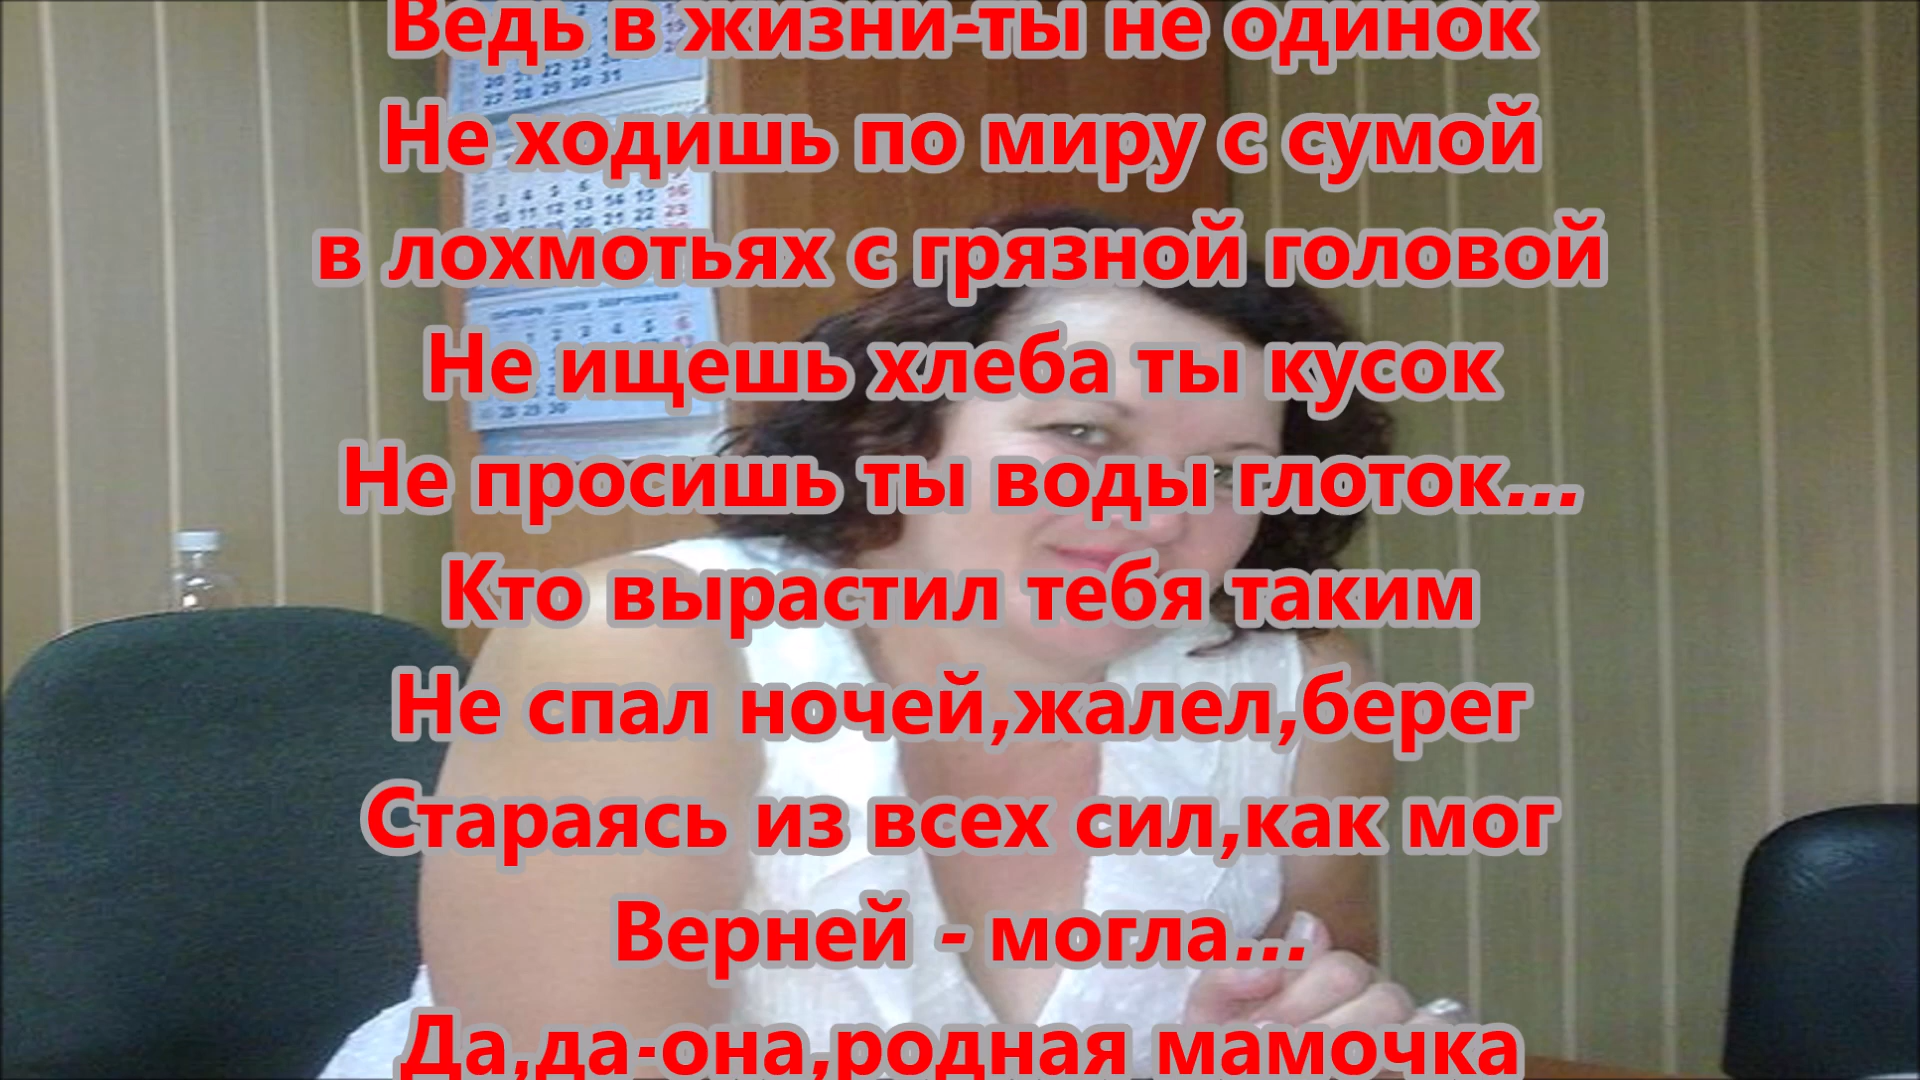 Ведь в жизни-ты не одинок
Не ходишь по миру с сумой
в лохмотьях с грязной головой
Не ищешь хлеба ты кусок
Не просишь ты воды глоток...
Кто вырастил тебя таким
Не спал ночей,жалел,берег
Стараясь из всех сил,как мог
Верней - могла...
Да,да-она,родная мамочка